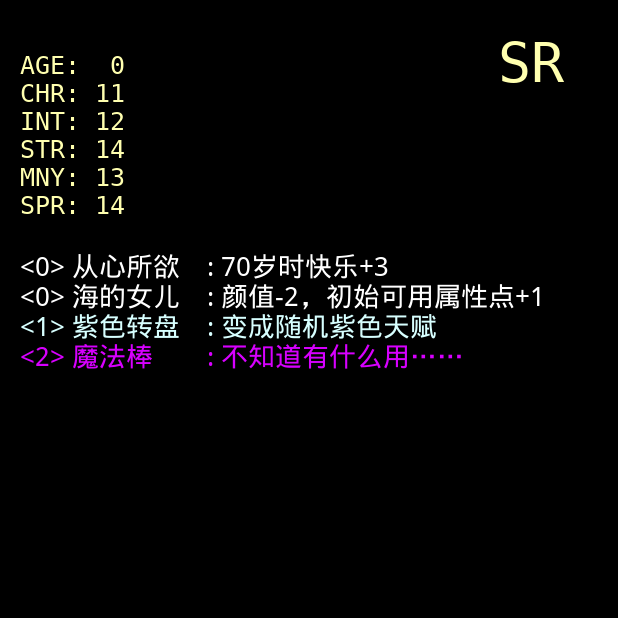 SR
AGE: 0
CHR: 11
INT: 12
STR: 14
MNY: 13
SPR: 14
<0> 从心所欲 : 70岁时快乐+3
<0> 海的女儿 : 颜值-2，初始可用属性点+1
<1> 紫色转盘 : 变成随机紫色天赋
<2> 魔法棒 : 不知道有什么用……